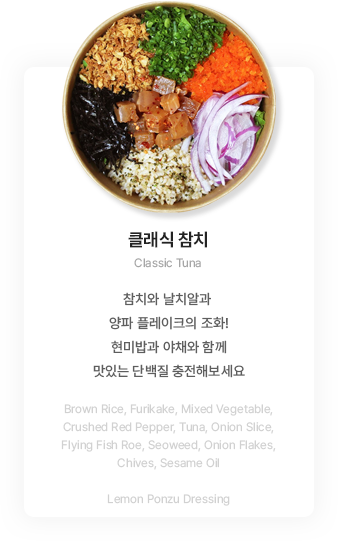 클래식 참치
Classic Tuna
참치와 날치알과
양파 플레이크의 조화!
현미밥과 야채와 함께
맛있는 단백질 충전해보세요
Brown Rice, Furikake, Mixed Vegetable,
Crushed Red Pepper, Tuna, Onion Slice,
Flying Fish Roe, Seoweed, Onion Flakes,
Chives, Sesame Oil
Lemon Ponzu Dressing